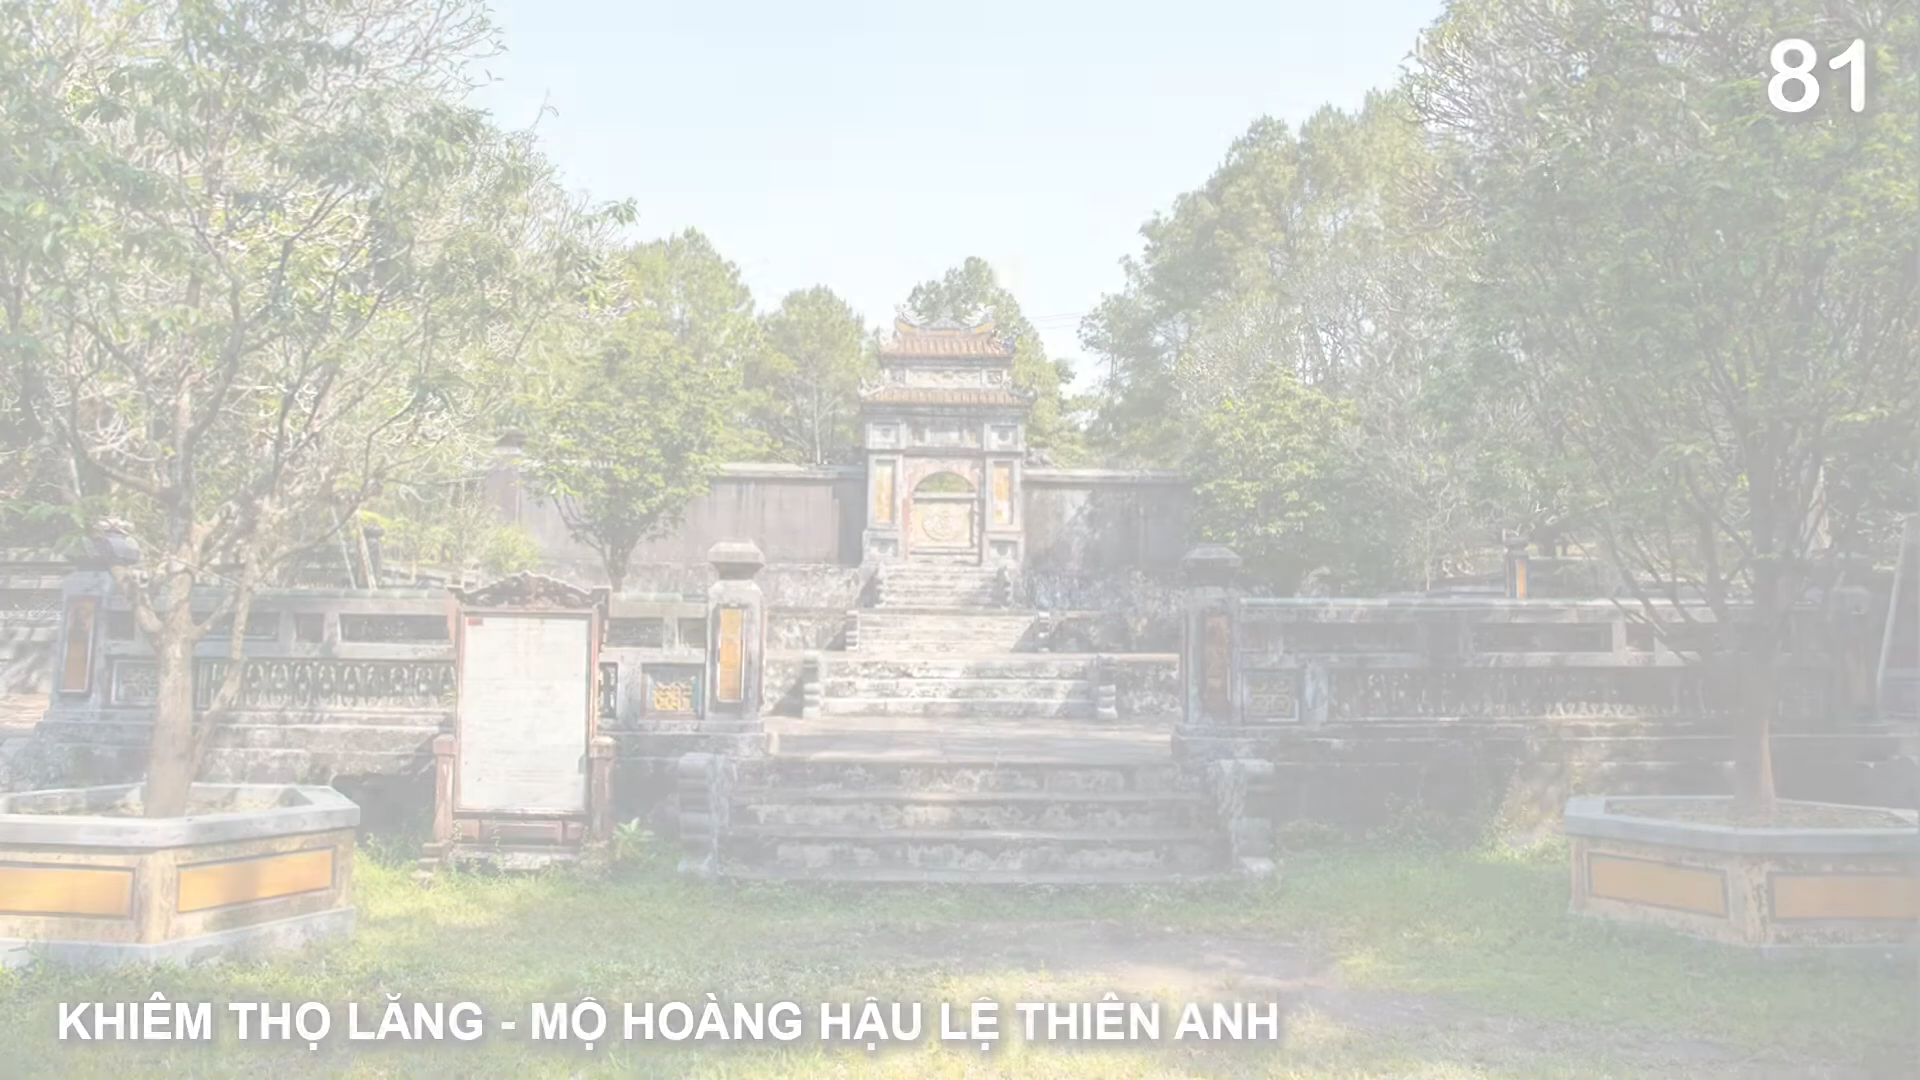 81
KHIÊM THỌ LĂNG - MỘ HOÀNG HẬU LỆ THIÊN ANH